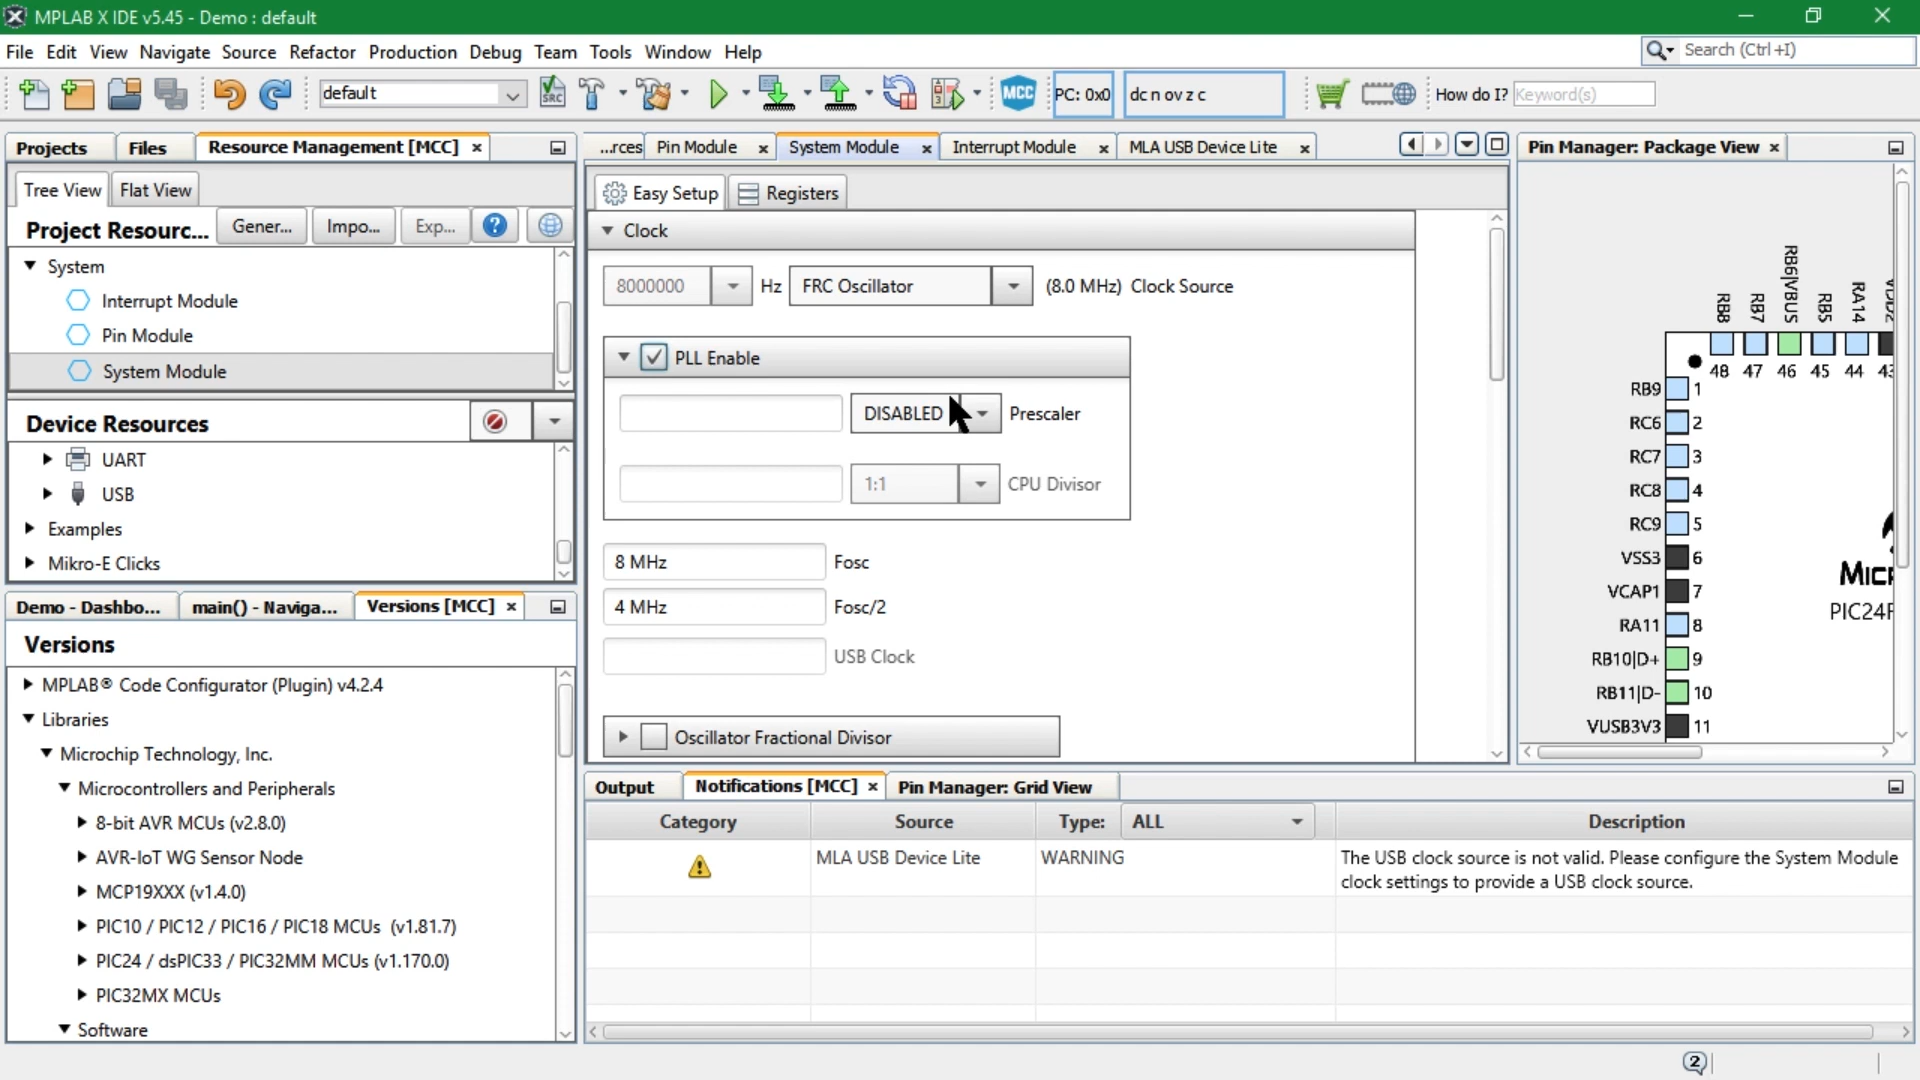 MPLAB X IDE v5.45 - Demo : default
File Edit View Navigate Source Refactor Production Debug Team Tools Window Help
Search (Ctrl+I)
default
SRC
MCC
PC: 0x0
dc n ov z c
How do I?
Keyword(s)
Projects
Files
Resource Management [MCC]
Tree View
Flat View
Project Resourc...
Gener...
Impo...
Exp...
System
Interrupt Module
Pin Module
System Module
Device Resources
UART
USB
Examples
Mikro-E Clicks
Demo - Dashbo...
main() - Naviga...
Versions [MCC]
Versions
MPLAB® Code Configurator (Plugin) v4.2.4
Libraries
Microchip Technology, Inc.
Microcontrollers and Peripherals
8-bit AVR MCUs (v2.8.0)
AVR-IoT WG Sensor Node
MCP19XXX (v1.4.0)
PIC10 / PIC12 / PIC16 / PIC18 MCUs (v1.81.7)
PIC24 / dsPIC33 / PIC32MM MCUs (v1.170.0)
PIC32MX MCUs
Software
...rces
Pin Module
System Module
Interrupt Module
MLA USB Device Lite
Easy Setup
Registers
Clock
8000000
Hz
FRC Oscillator
(8.0 MHz) Clock Source
PLL Enable
DISABLED
Prescaler
1:1
CPU Divisor
8 MHz
Fosc
4 MHz
Fosc/2
USB Clock
Oscillator Fractional Divisor
Pin Manager: Package View
RB8
RB7
RB6|VBUS
RB5
RA14
48
47
46
45
44
RB9
1
RC6
2
RC7
3
RC8
4
RC9
5
VSS3
6
VCAP1
7
RA11
8
RB10|D+
9
RB11|D-
10
VUSB3V3
11
PIC24F
Output
Notifications [MCC]
Pin Manager: Grid View
Category
Source
Type:
ALL
Description
MLA USB Device Lite
WARNING
The USB clock source is not valid. Please configure the System Module
clock settings to provide a USB clock source.
2